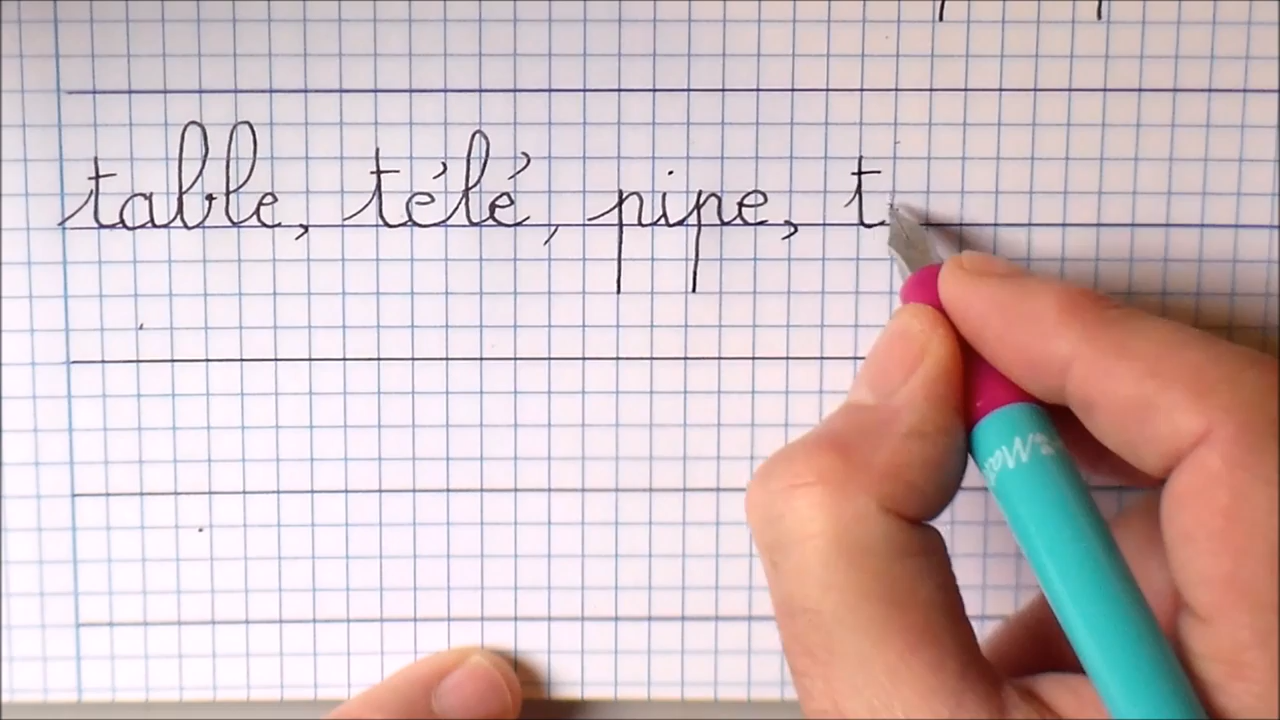 table, télé, pipe, t